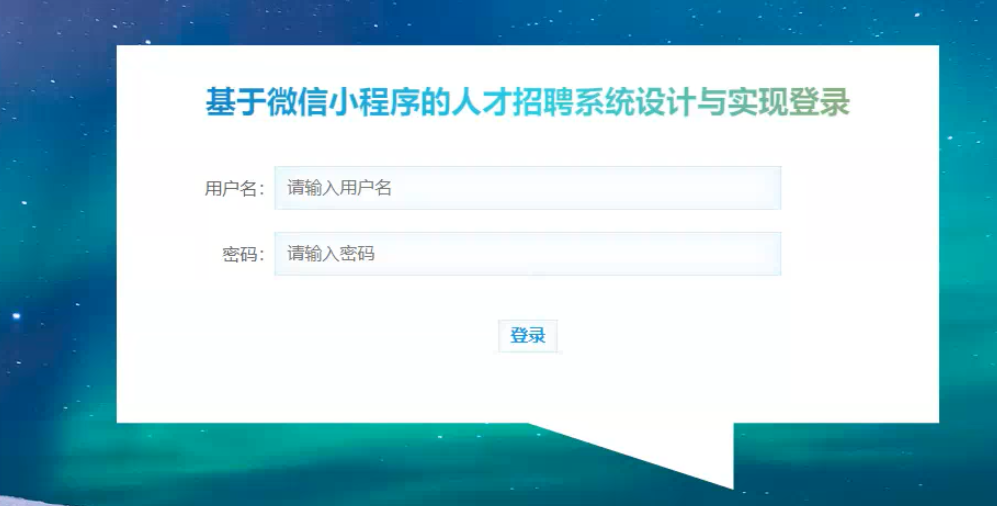 基于微信小程序的人才招聘系统设计与实现登录
用户名： 请输入用户名
密码： 请输入密码
登录